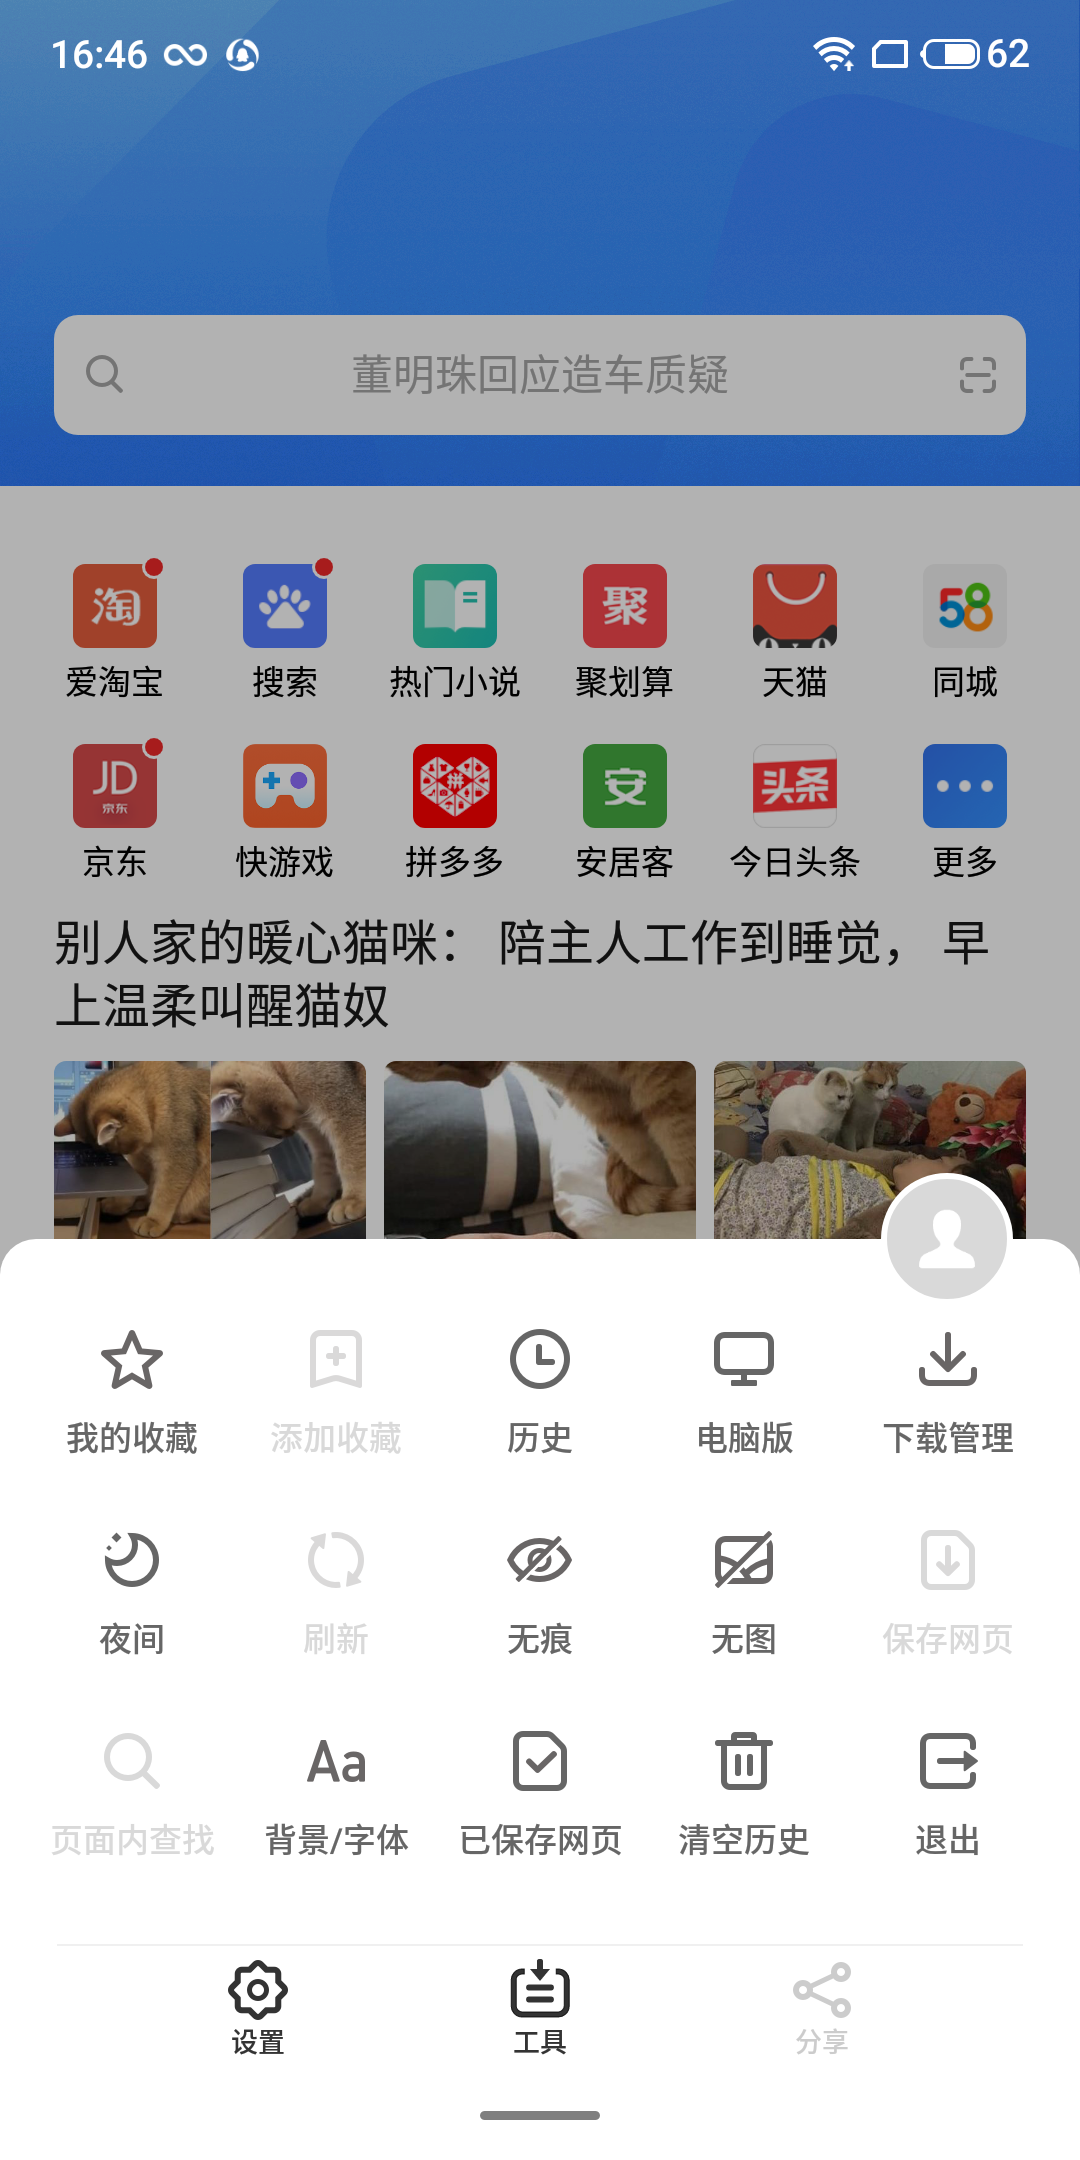 16:46
62
董明珠回应造车质疑
淘
聚
58
爱淘宝
搜索
热门小说
聚划算
天猫
同城
JD
京东
拼
安
头条
京东
快游戏
拼多多
安居客
今日头条
更多
别人家的暖心猫咪： 陪主人工作到睡觉， 早
上温柔叫醒猫奴
我的收藏
添加收藏
历史
电脑版
下载管理
夜间
刷新
无痕
无图
保存网页
Aa
页面内查找
背景/字体
已保存网页
清空历史
退出
设置
工具
分享